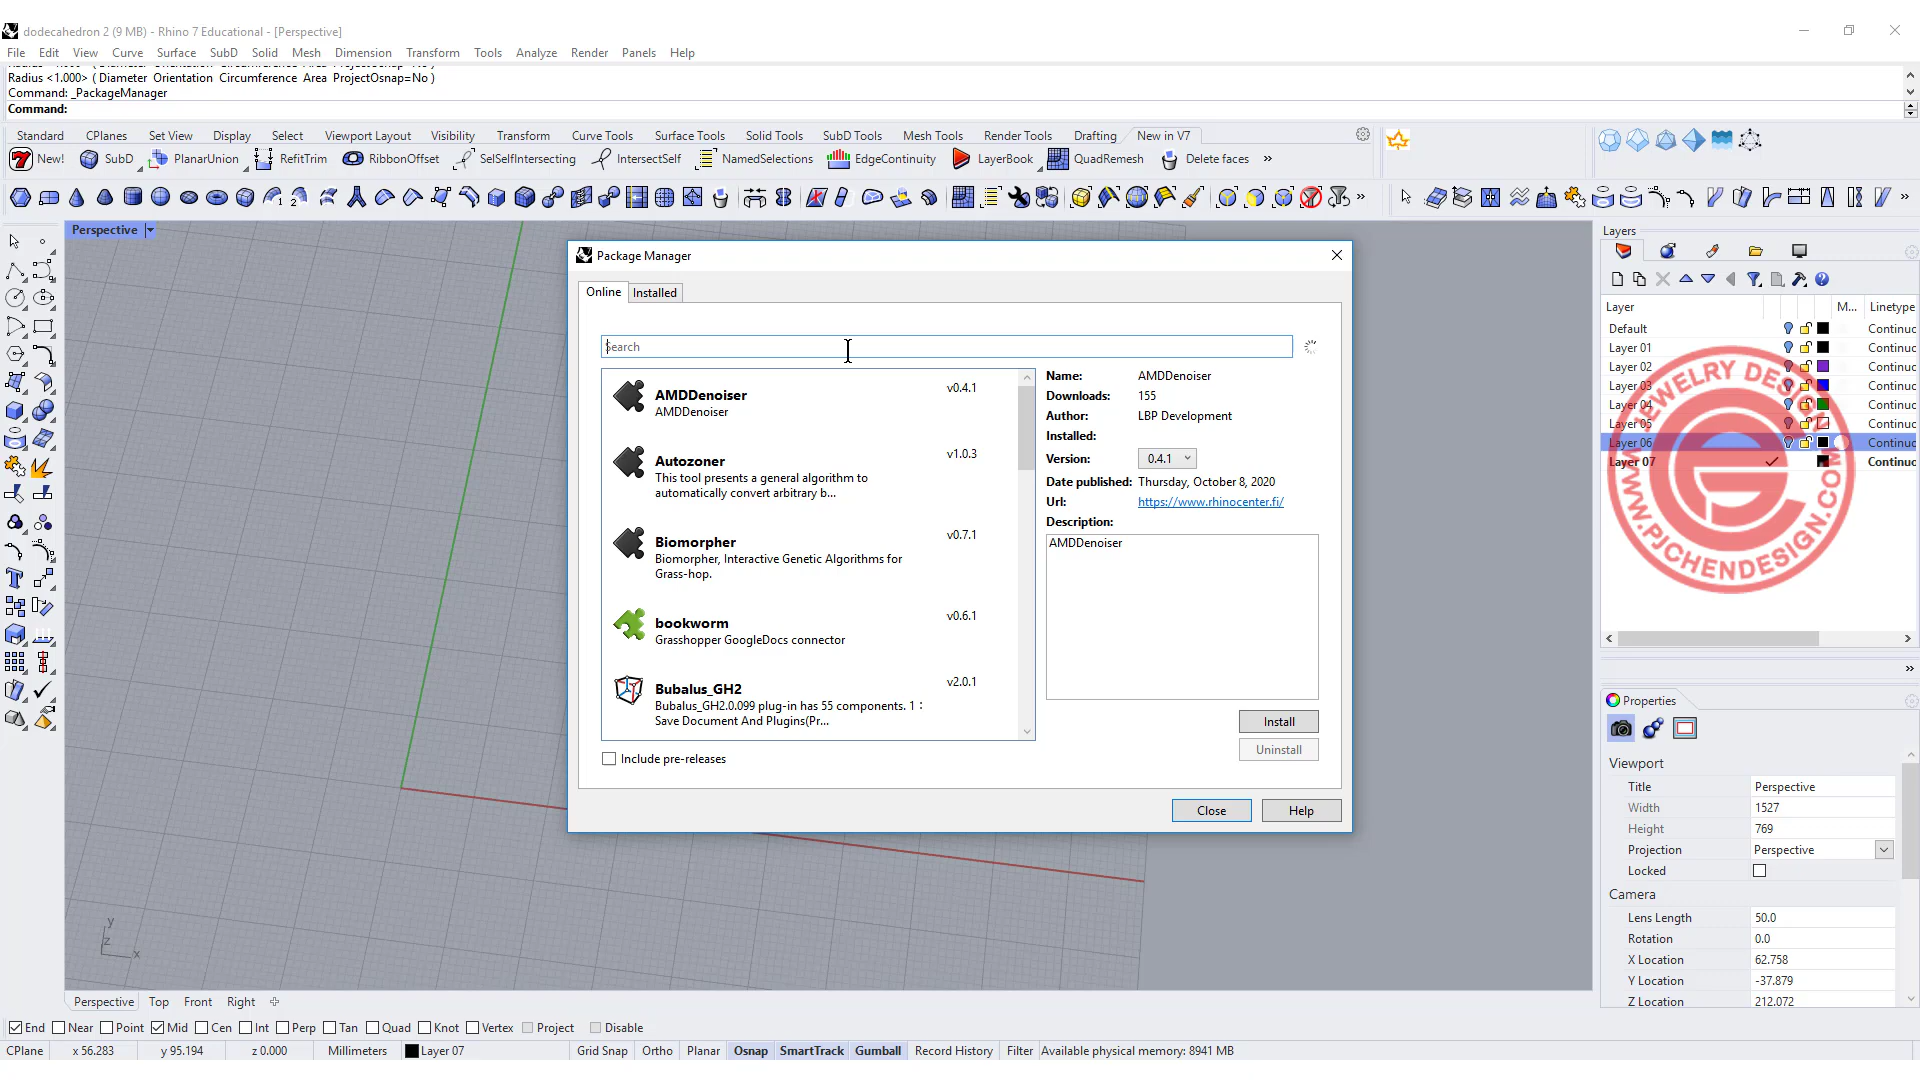 dodecahedron 2 (9 MB) - Rhino 7 Educational - [Perspective]
File Edit View Curve Surface SubD Solid Mesh Dimension Transform Tools Analyze Render Panels Help
Radius <1.000> ( Diameter Orientation Circumference Area ProjectOsnap=No )
Command: _PackageManager
Command:
Standard CPlanes Set View Display Select Viewport Layout Visibility Transform Curve Tools Surface Tools Solid Tools SubD Tools Mesh Tools Render Tools Drafting New in V7
New! SubD PlanarUnion RefitTrim RibbonOffset SelSelfIntersecting IntersectSelf NamedSelections EdgeContinuity LayerBook QuadRemesh Delete faces »
Perspective
Package Manager
Online Installed
Search
AMDDenoiser v0.4.1
AMDDenoiser
Autozoner v1.0.3
This tool presents a general algorithm to
automatically convert arbitrary b...
Biomorpher v0.7.1
Biomorpher, Interactive Genetic Algorithms for
Grass-hop.
bookworm v0.6.1
Grasshopper GoogleDocs connector
Bubalus_GH2 v2.0.1
Bubalus_GH2.0.099 plug-in has 55 components. 1：
Save Document And Plugins(Pr...
Include pre-releases
Name: AMDDenoiser
Downloads: 155
Author: LBP Development
Installed:
Version: 0.4.1
Date published: Thursday, October 8, 2020
Url: https://www.rhinocenter.fi/
Description:
AMDDenoiser
Install
Uninstall
Close Help
Layers
Layer M... Linetype
Default Continuc
Layer 01 Continuc
Layer 02 Continuc
Layer 03 Continuc
Layer 04 Continuc
Layer 05 Continuc
Layer 06 Continuc
Layer 07 Continuc
JEWELRY DESIGN
WWW.PJCHENDESIGN.COM
Properties
Viewport
Title Perspective
Width 1527
Height 769
Projection Perspective
Locked
Camera
Lens Length 50.0
Rotation 0.0
X Location 62.758
Y Location -37.879
Z Location 212.072
y
z
x
Perspective Top Front Right
End Near Point Mid Cen Int Perp Tan Quad Knot Vertex Project Disable
CPlane x 56.283 y 95.194 z 0.000 Millimeters Layer 07 Grid Snap Ortho Planar Osnap SmartTrack Gumball Record History Filter Available physical memory: 8941 MB